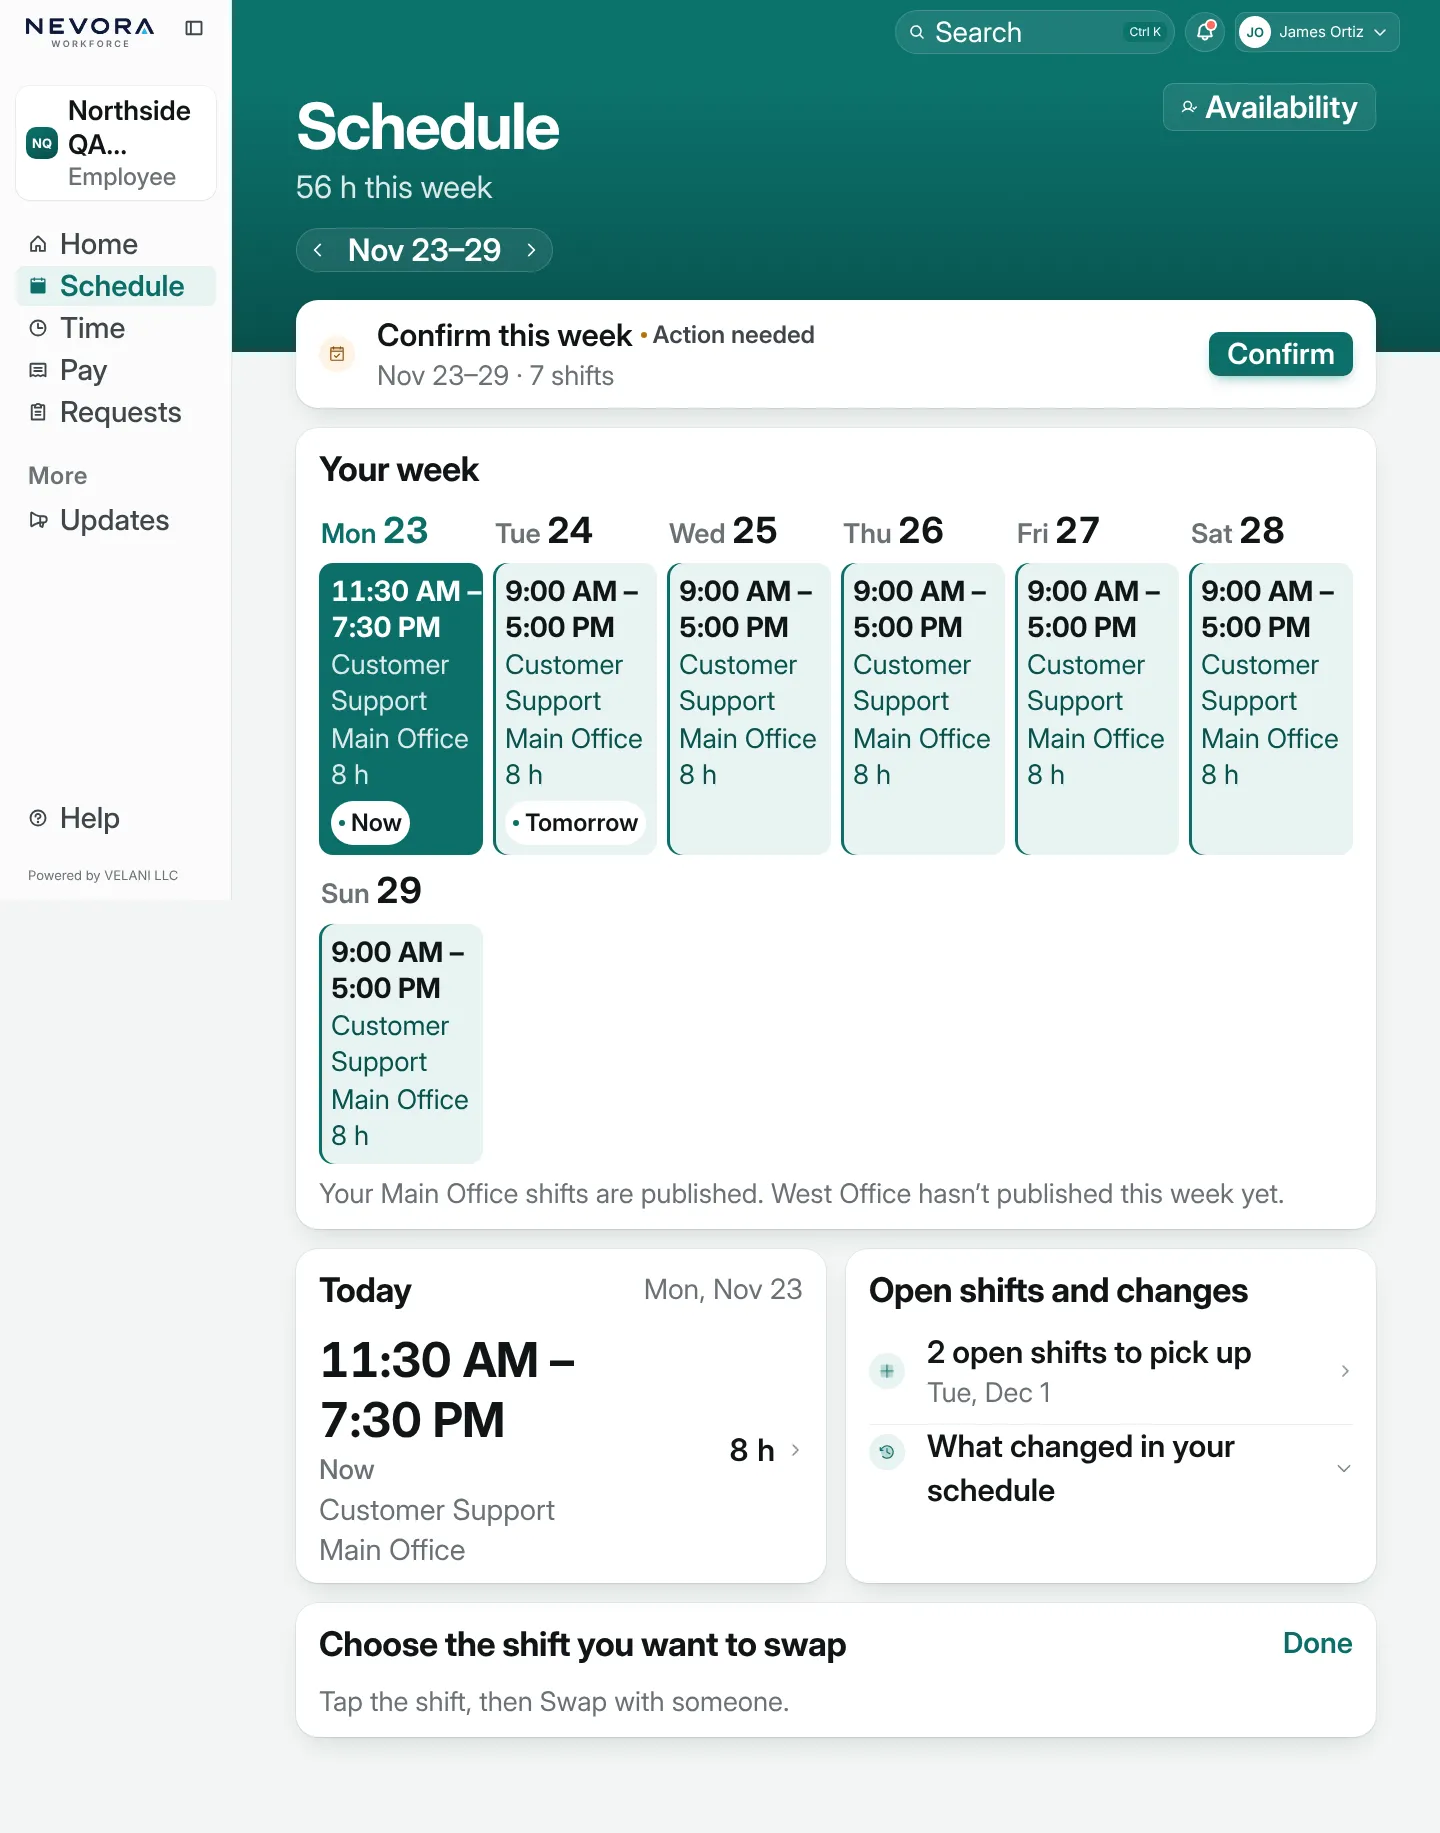 NEVORA
WORKFORCE
Search
Ctrl K
JO
James Ortiz
NQ
Northside
QA...
Employee
Home
Schedule
Time
Pay
Requests
More
Updates
Help
Powered by VELANI LLC
Schedule
Availability
56 h this week
Nov 23–29
Confirm this week • Action needed
Nov 23–29 · 7 shifts
Confirm
Your week
Mon 23
11:30 AM –
7:30 PM
Customer
Support
Main Office
8 h
• Now
Tue 24
9:00 AM –
5:00 PM
Customer
Support
Main Office
8 h
• Tomorrow
Wed 25
9:00 AM –
5:00 PM
Customer
Support
Main Office
8 h
Thu 26
9:00 AM –
5:00 PM
Customer
Support
Main Office
8 h
Fri 27
9:00 AM –
5:00 PM
Customer
Support
Main Office
8 h
Sat 28
9:00 AM –
5:00 PM
Customer
Support
Main Office
8 h
Sun 29
9:00 AM –
5:00 PM
Customer
Support
Main Office
8 h
Your Main Office shifts are published. West Office hasn’t published this week yet.
Today
Mon, Nov 23
11:30 AM –
7:30 PM
Now
Customer Support
Main Office
8 h
Open shifts and changes
2 open shifts to pick up
Tue, Dec 1
What changed in your
schedule
Choose the shift you want to swap
Done
Tap the shift, then Swap with someone.